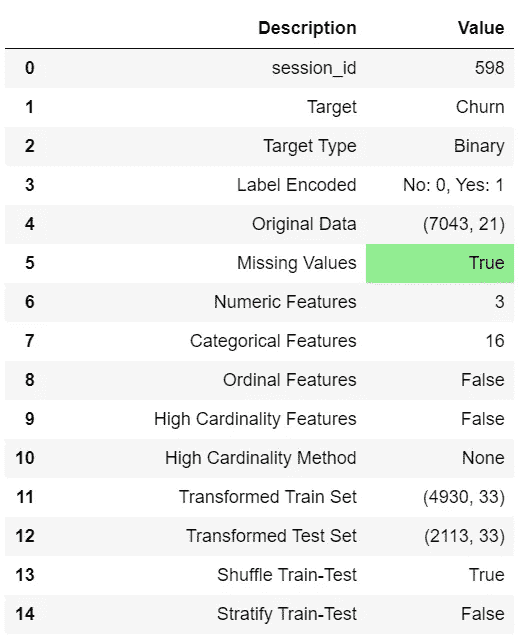 Description Value
0 session_id 598
1 Target Churn
2 Target Type Binary
3 Label Encoded No: 0, Yes: 1
4 Original Data (7043, 21)
5 Missing Values True
6 Numeric Features 3
7 Categorical Features 16
8 Ordinal Features False
9 High Cardinality Features False
10 High Cardinality Method None
11 Transformed Train Set (4930, 33)
12 Transformed Test Set (2113, 33)
13 Shuffle Train-Test True
14 Stratify Train-Test False